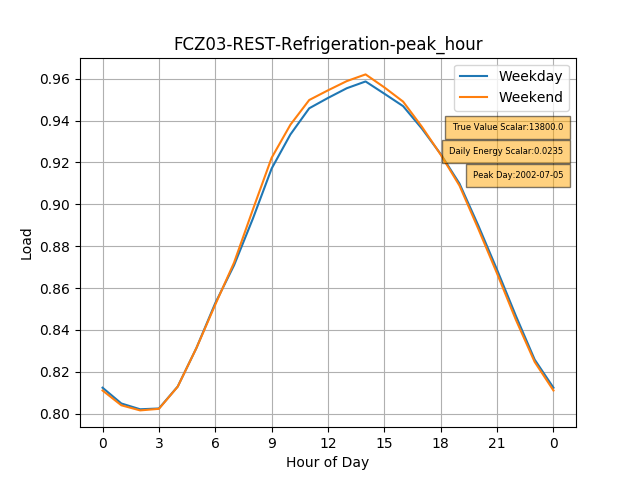 FCZ03-REST-Refrigeration-peak_hour
Weekday
Weekend
True Value Scalar:13800.0
Daily Energy Scalar:0.0235
Peak Day:2002-07-05
Load
0.96
0.94
0.92
0.90
0.88
0.86
0.84
0.82
0.80
0 3 6 9 12 15 18 21 0
Hour of Day